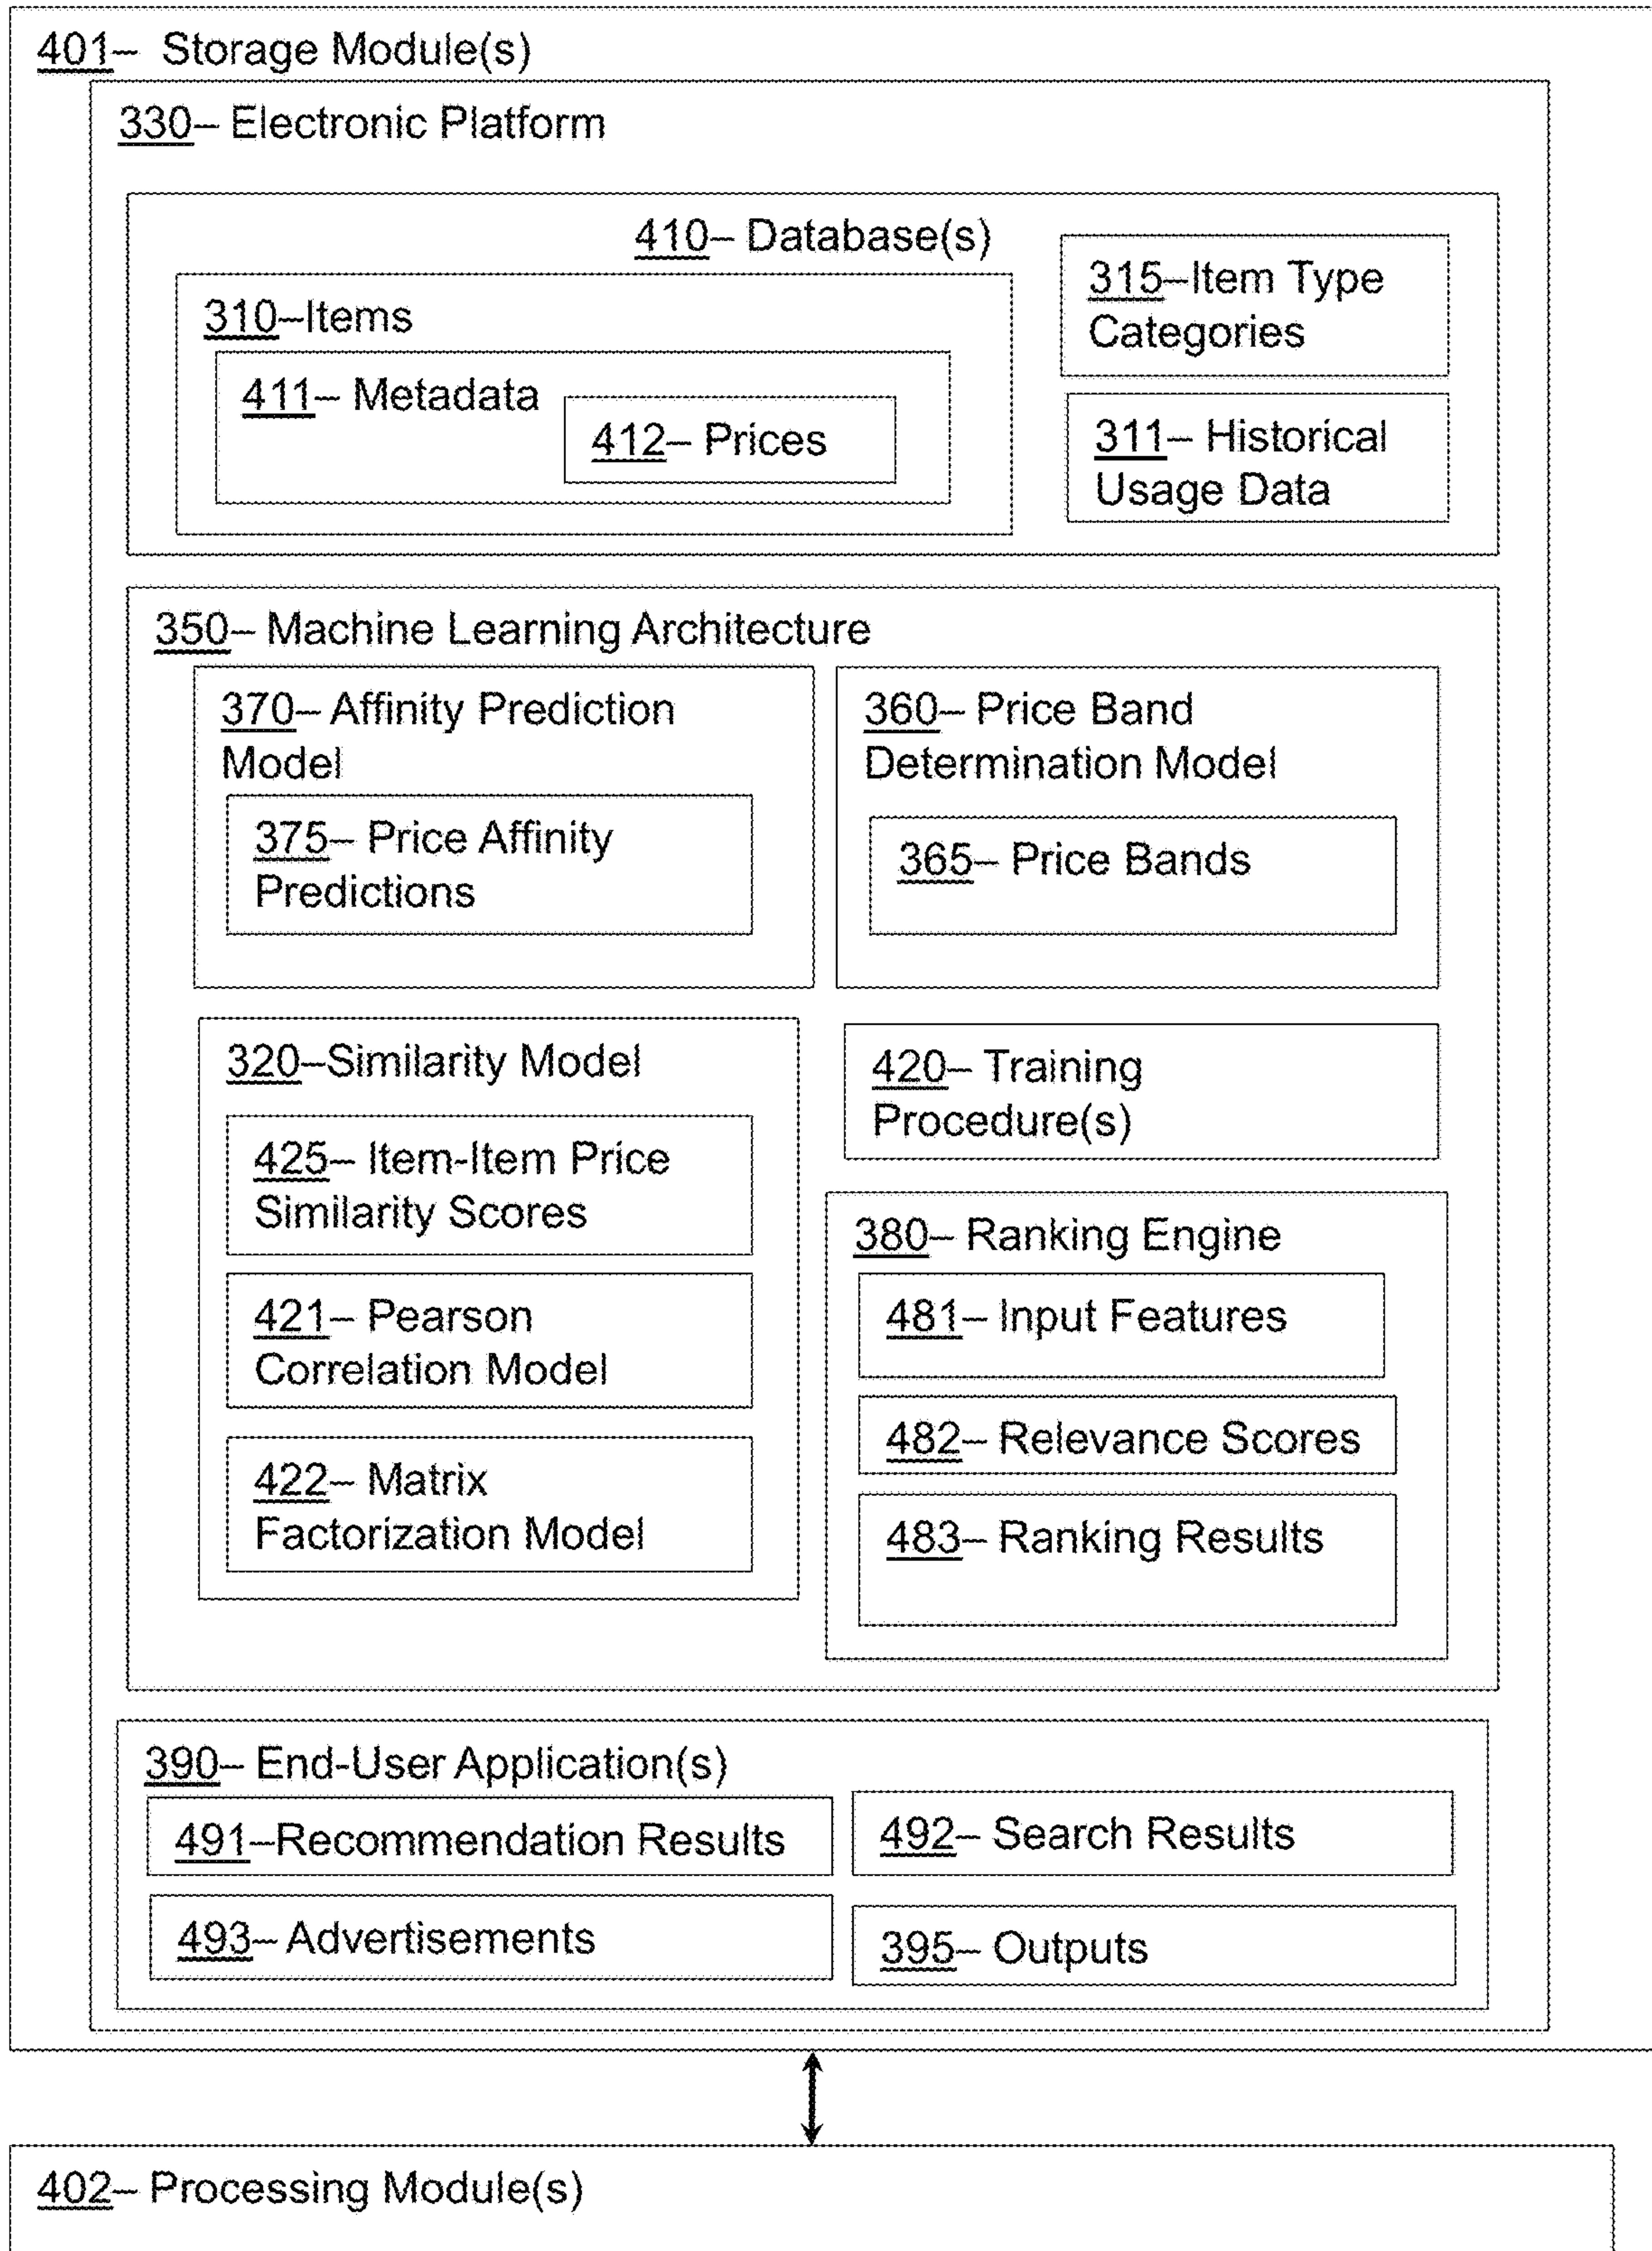 401– Storage Module(s)
330– Electronic Platform
410– Database(s)
310–Items
411– Metadata
412– Prices
315–Item Type
Categories
311– Historical
Usage Data
350– Machine Learning Architecture
370– Affinity Prediction
Model
375– Price Affinity
Predictions
360– Price Band
Determination Model
365– Price Bands
320–Similarity Model
425– Item-Item Price
Similarity Scores
421– Pearson
Correlation Model
422– Matrix
Factorization Model
420– Training
Procedure(s)
380– Ranking Engine
481– Input Features
482– Relevance Scores
483– Ranking Results
390– End-User Application(s)
491–Recommendation Results
492– Search Results
493– Advertisements
395– Outputs
402– Processing Module(s)